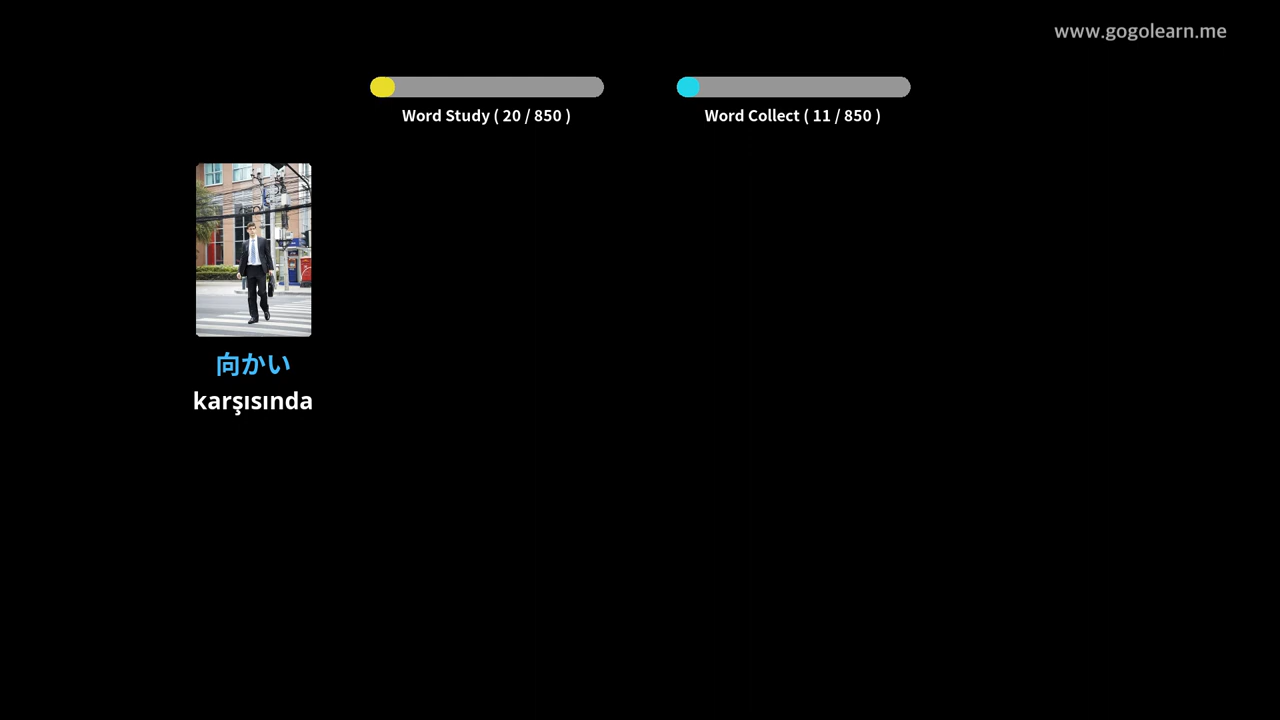 www.gogolearn.me
Word Study ( 20 / 850 )
Word Collect ( 11 / 850 )
向かい
karşısında